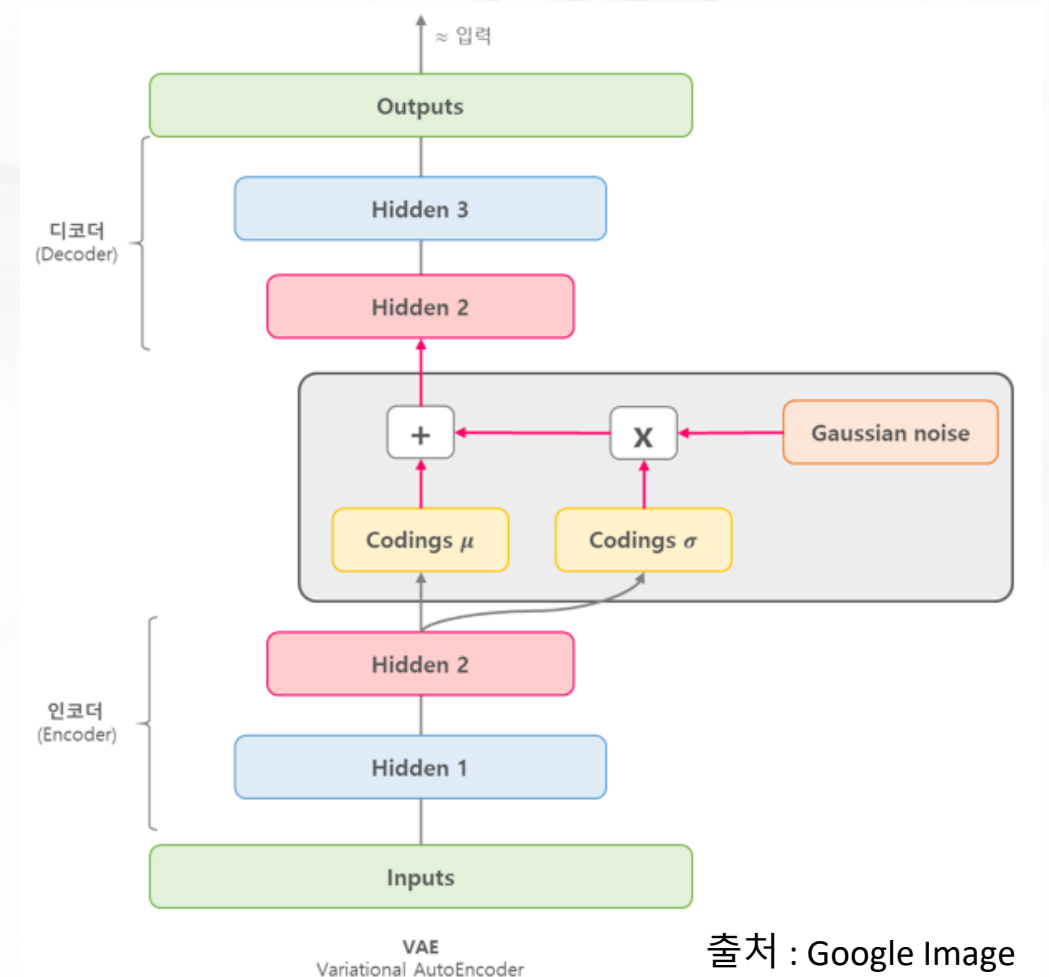 ≈ 입력
Outputs
Hidden 3
디코더
(Decoder)
Hidden 2
+
x
Gaussian noise
Codings μ
Codings σ
Hidden 2
인코더
(Encoder)
Hidden 1
Inputs
VAE
Variational AutoEncoder
출처 : Google Image